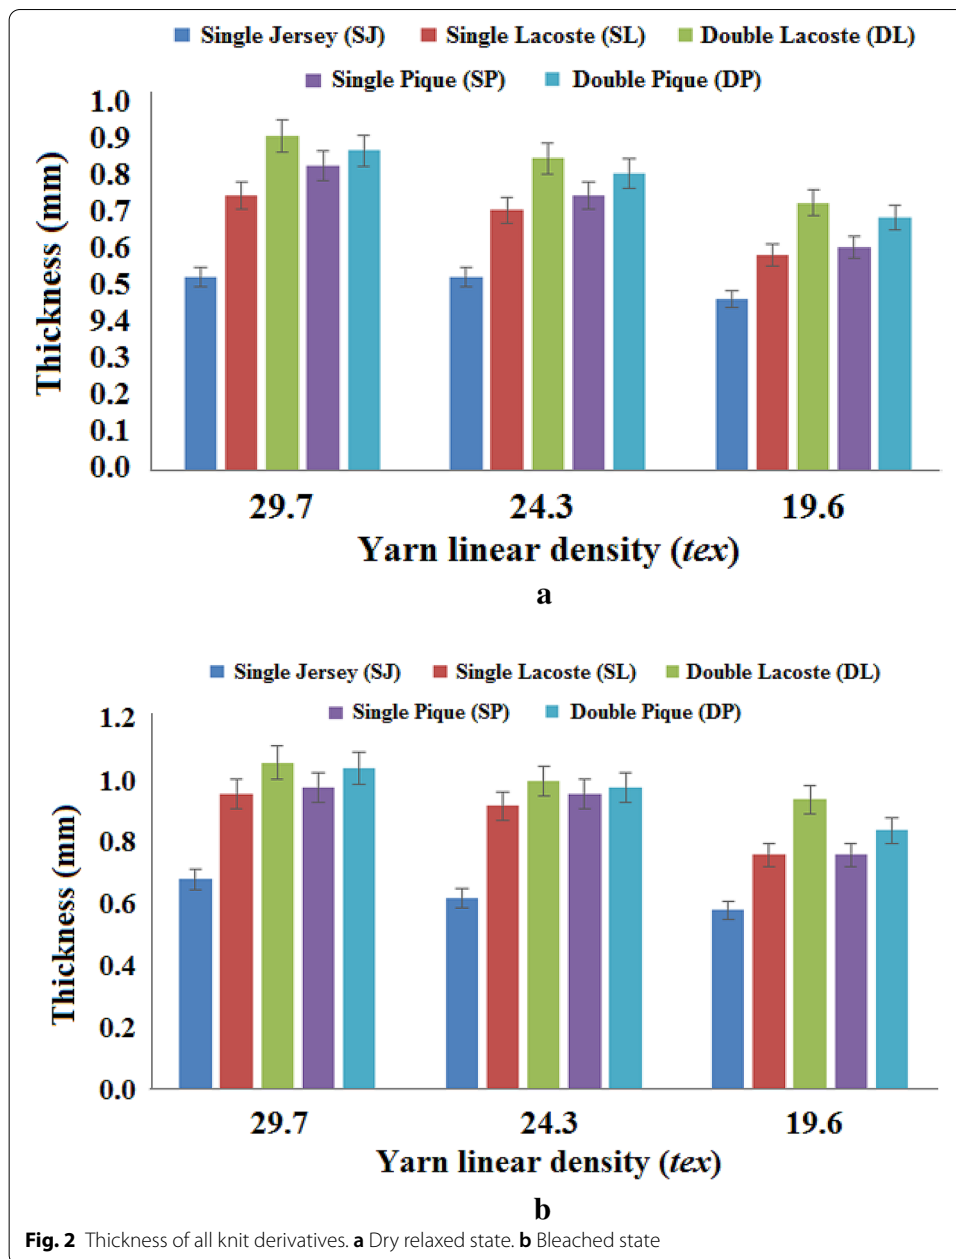 Single Jersey (SJ) Single Lacoste (SL) Double Lacoste (DL)
Single Pique (SP) Double Pique (DP)
Thickness (mm)
1.0
0.9
0.8
0.7
0.6
0.5
9.4
0.3
0.2
0.1
0.0
29.7 24.3 19.6
Yarn linear density (tex)
a
Single Jersey (SJ) Single Lacoste (SL) Double Lacoste (DL)
Single Pique (SP) Double Pique (DP)
Thickness (mm)
1.2
1.0
0.8
0.6
0.4
0.2
0.0
29.7 24.3 19.6
Yarn linear density (tex)
b
Fig. 2 Thickness of all knit derivatives. a Dry relaxed state. b Bleached state